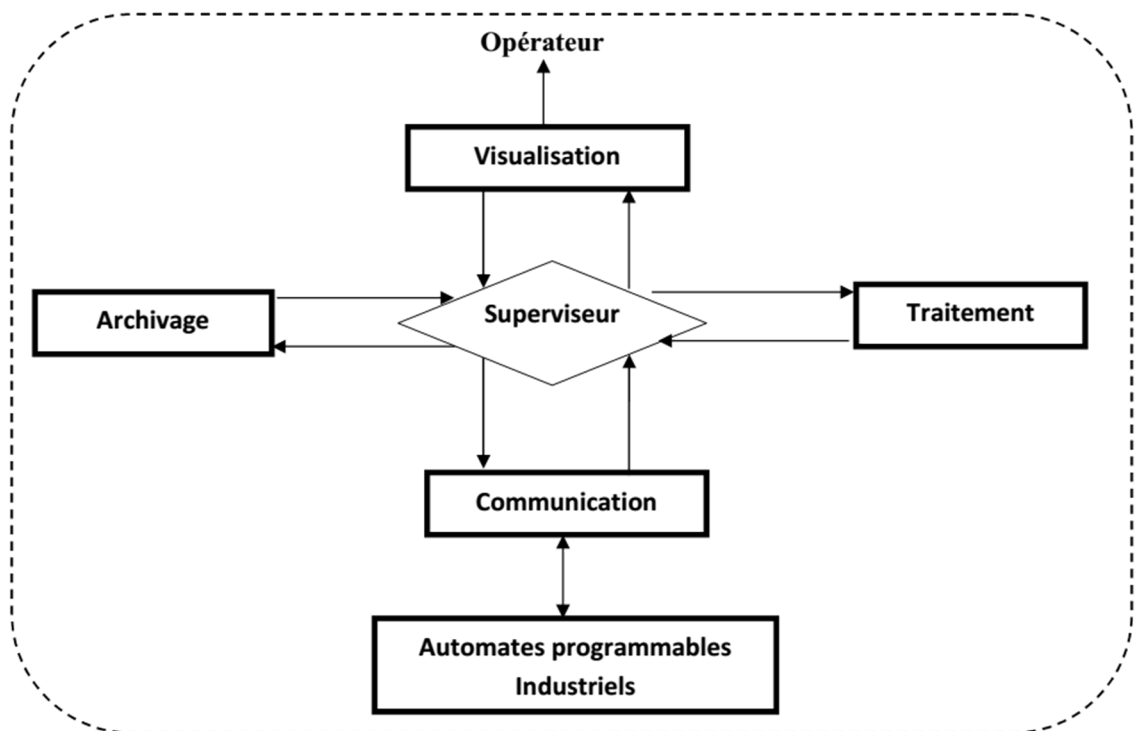 Opérateur
Visualisation
Archivage
Superviseur
Traitement
Communication
Automates programmables
Industriels